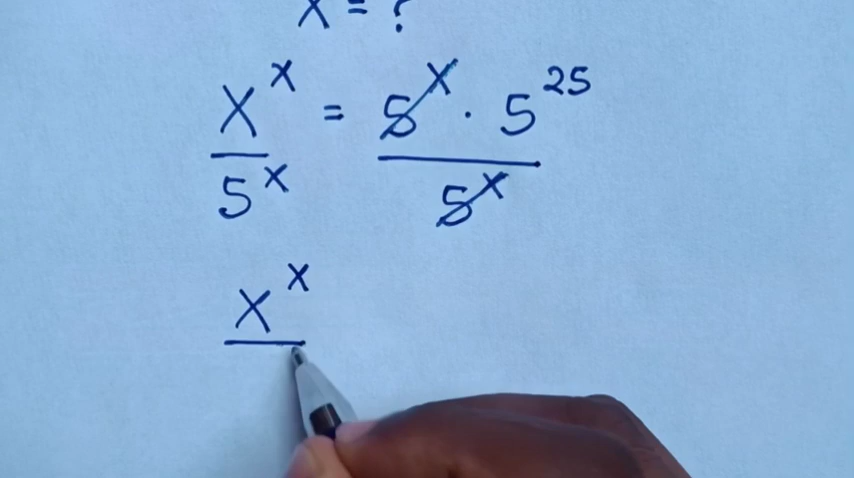 x = ?
x^x / 5^x = 5^x · 5^25 / 5^x
x^x